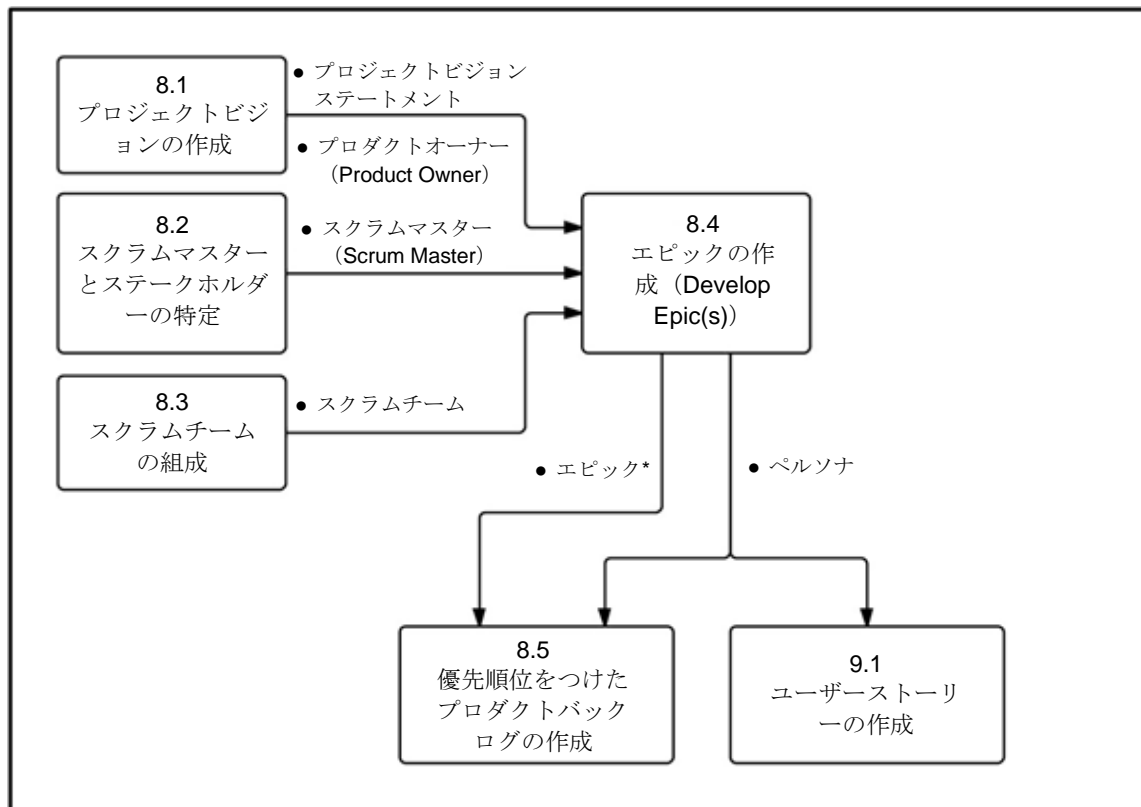 8.1
プロジェクトビジ
ョンの作成
● プロジェクトビジョン
ステートメント
● プロダクトオーナー
（Product Owner）
8.2
スクラムマスター
とステークホルダ
ーの特定
● スクラムマスター
（Scrum Master）
8.3
スクラムチーム
の組成
● スクラムチーム
8.4
エピックの作
成（Develop
Epic(s)）
● エピック*
● ペルソナ
8.5
優先順位をつけた
プロダクトバック
ログの作成
9.1
ユーザーストーリ
ーの作成